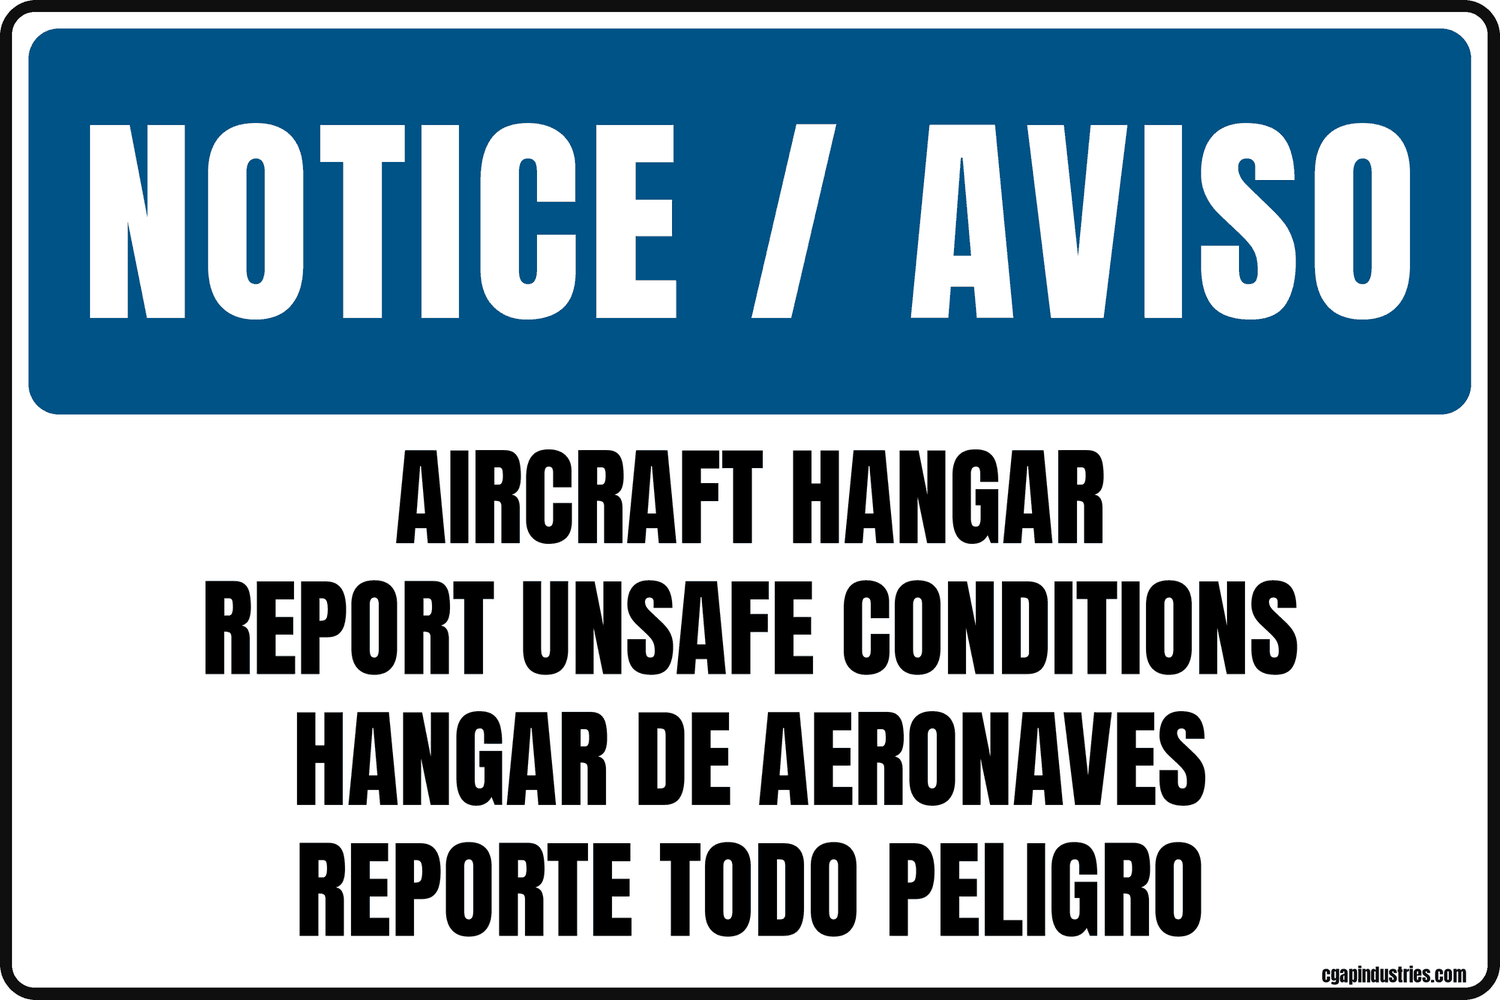 NOTICE / AVISO
AIRCRAFT HANGAR
REPORT UNSAFE CONDITIONS
HANGAR DE AERONAVES
REPORTE TODO PELIGRO
cgapindustries.com